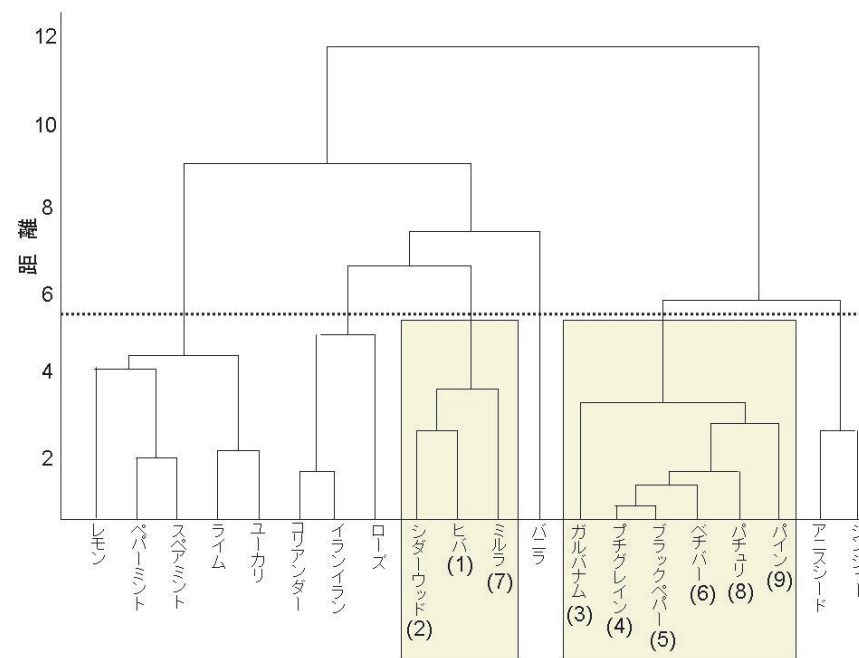 12
10
8
6
4
2
距離
レモン
ペパーミント
スペアミント
ライム
ユーカリ
コリアンダー
イランイラン
ローズ
シダーウッド
(2)
ヒバ
(1)
ミルラ
(7)
バニラ
ガルバナム
(3)
プチグレイン
(4)
ブラックペパー
(5)
ベチバー
(6)
パチュリ
(8)
パイン
(9)
アニスシード